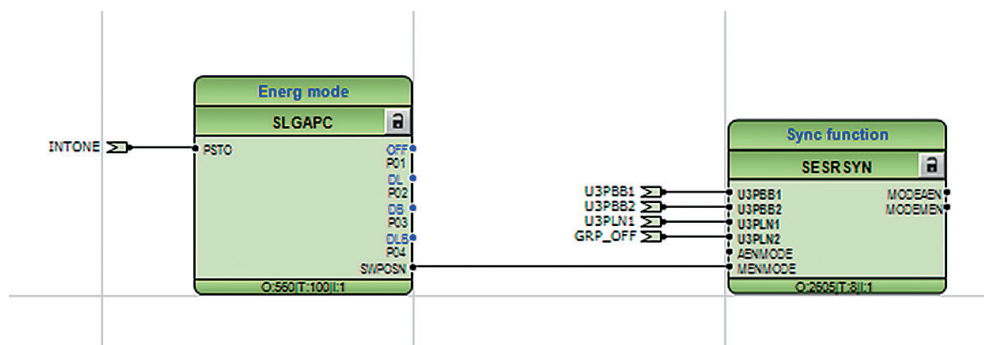 Energ mode
SLGAPC
INTONE
PSTO
OFF
P01
DL
P02
DB
P03
DLB
P04
SWPOSN
O:560|T:100|I:1
Sync function
SESRSYN
U3PBB1
U3PBB2
U3PLN1
GRP_OFF
U3PBB1
U3PBB2
U3PLN1
U3PLN2
AENMODE
MENMODE
MODEAEN
MODEMEN
O:2605|T:8|I:1